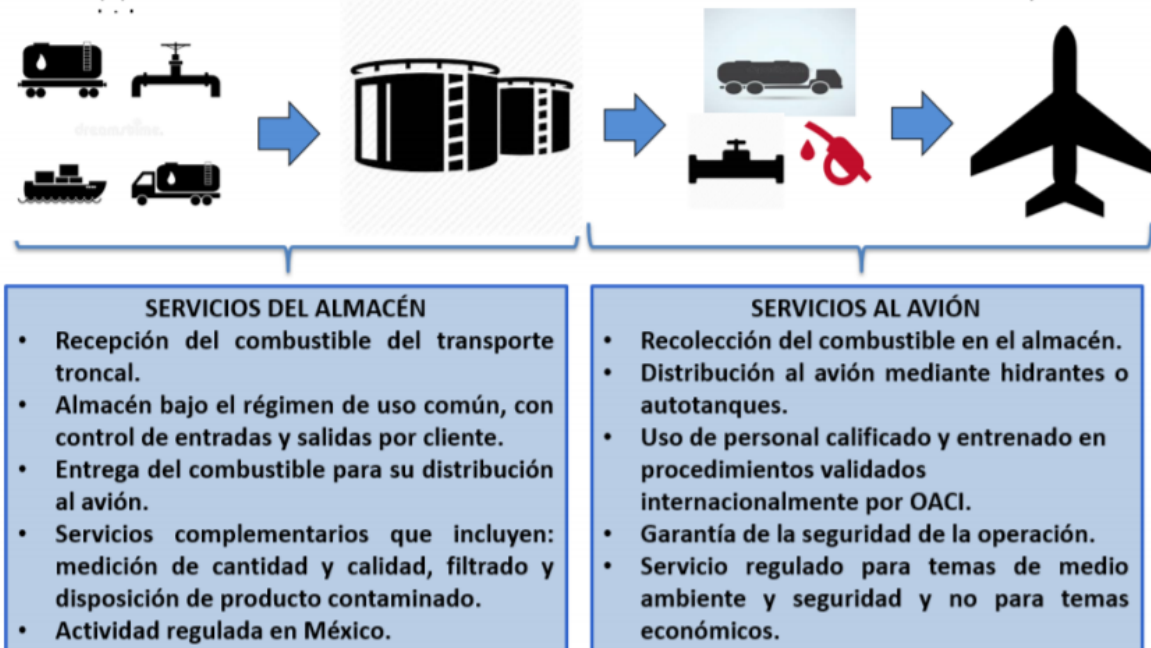 dreamstime.
SERVICIOS DEL ALMACÉN
• Recepción del combustible del transporte
troncal.
• Almacén bajo el régimen de uso común, con
control de entradas y salidas por cliente.
• Entrega del combustible para su distribución
al avión.
• Servicios complementarios que incluyen:
medición de cantidad y calidad, filtrado y
disposición de producto contaminado.
• Actividad regulada en México.
SERVICIOS AL AVIÓN
• Recolección del combustible en el almacén.
• Distribución al avión mediante hidrantes o
autotanques.
• Uso de personal calificado y entrenado en
procedimientos validados
internacionalmente por OACI.
• Garantía de la seguridad de la operación.
• Servicio regulado para temas de medio
ambiente y seguridad y no para temas
económicos.